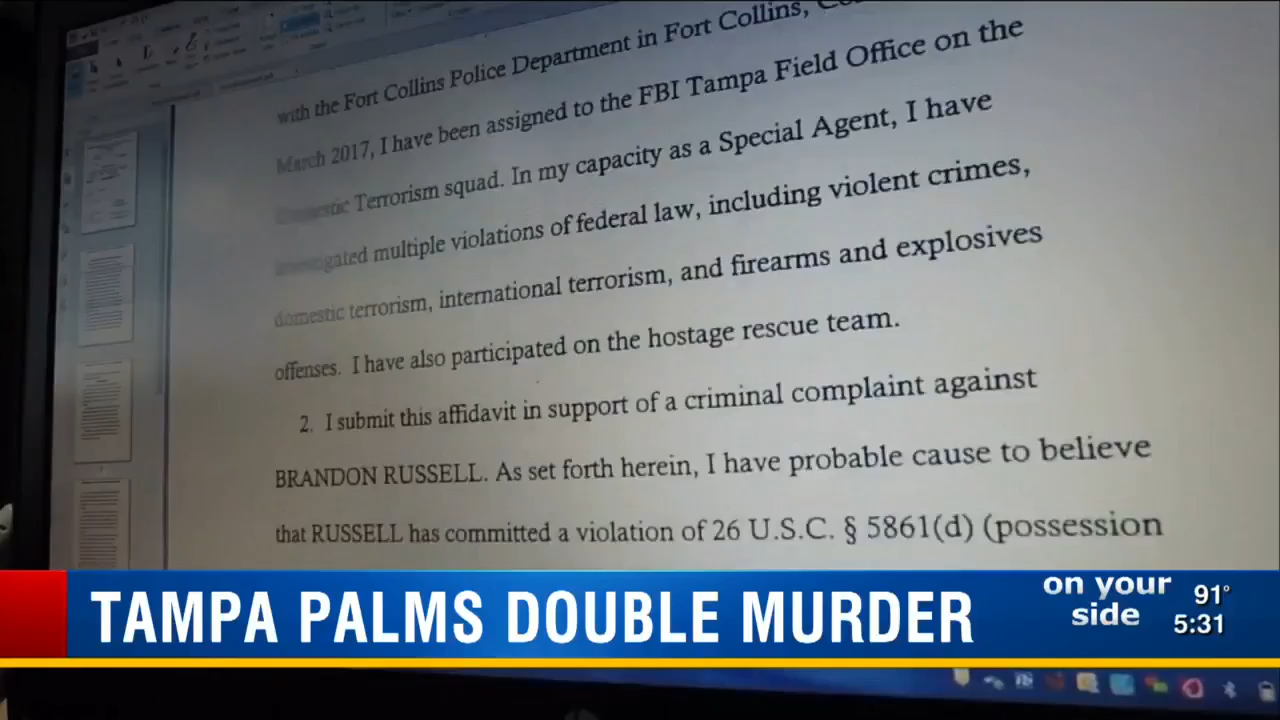 with the Fort Collins Police Department in Fort Collins,
March 2017, I have been assigned to the FBI Tampa Field Office on the
Domestic Terrorism squad. In my capacity as a Special Agent, I have
investigated multiple violations of federal law, including violent crimes,
domestic terrorism, international terrorism, and firearms and explosives
offenses. I have also participated on the hostage rescue team.
2. I submit this affidavit in support of a criminal complaint against
BRANDON RUSSELL. As set forth herein, I have probable cause to believe
that RUSSELL has committed a violation of 26 U.S.C. § 5861(d) (possession
TAMPA PALMS DOUBLE MURDER
on your
side
91°
5:31